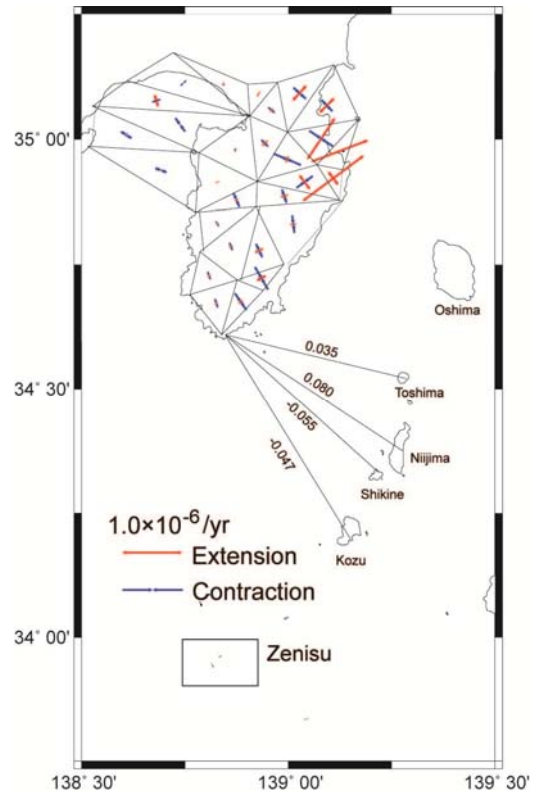 35° 00'
Oshima
34° 30'
0.035
Toshima
0.080
-0.055
Niijima
-0.047
Shikine
1.0×10⁻⁶/yr
Extension
Kozu
Contraction
34° 00'
Zenisu
138° 30'
139° 00'
139° 30'